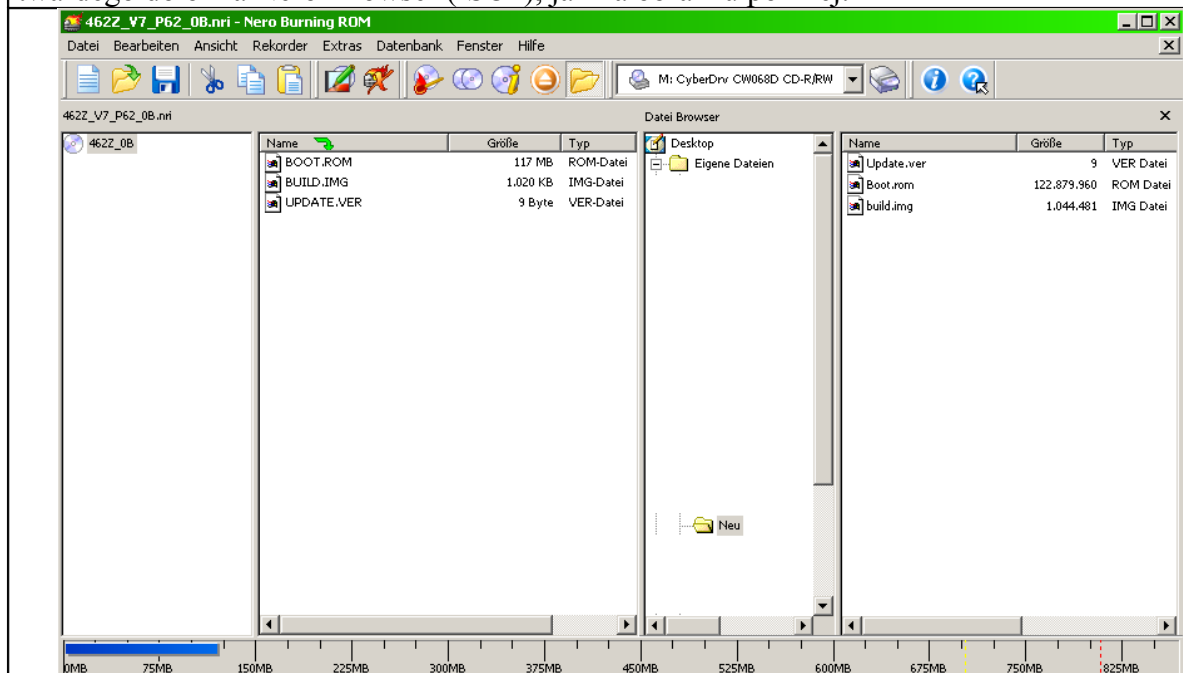 462Z_V7_P62_0B.nri - Nero Burning ROM
Datei Bearbeiten Ansicht Rekorder Extras Datenbank Fenster Hilfe
M: CyberDrv CW068D CD-R/RW
462Z_V7_P62_0B.nri
Datei Browser
462Z_0B
Name Größe Typ
BOOT.ROM 117 MB ROM-Datei
BUILD.IMG 1.020 KB IMG-Datei
UPDATE.VER 9 Byte VER-Datei
Desktop
Eigene Dateien
Neu
Name Größe Typ
Update.ver 9 VER Datei
Boot.rom 122.879.960 ROM Datei
build.img 1.044.481 IMG Datei
0MB 75MB 150MB 225MB 300MB 375MB 450MB 525MB 600MB 675MB 750MB 825MB